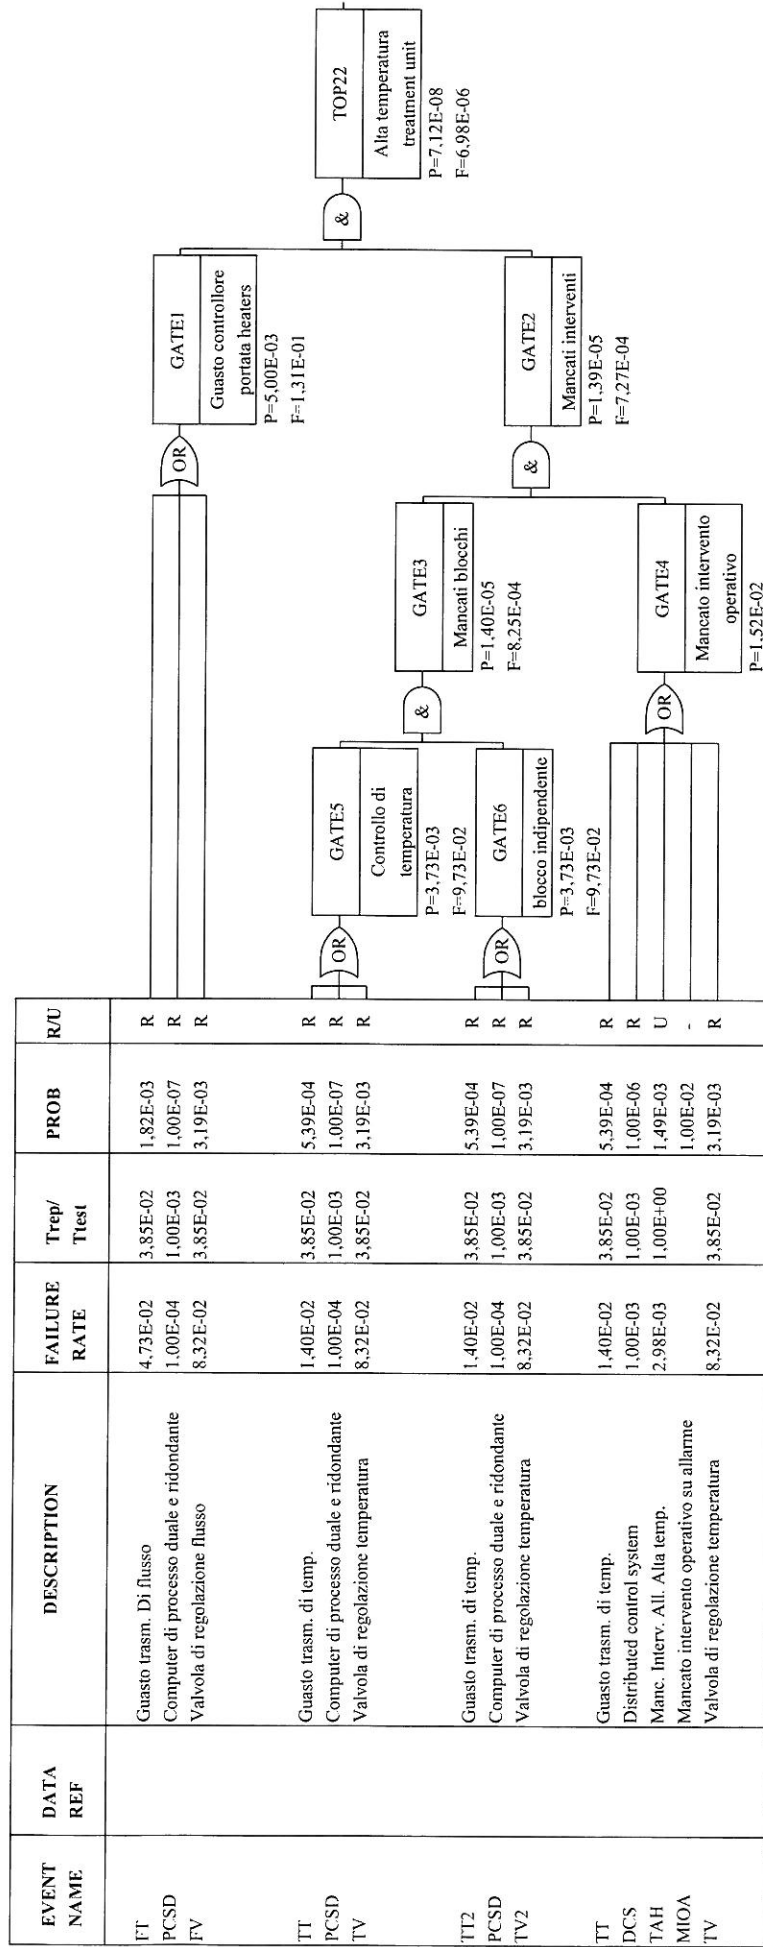 EVENT NAME | DATA REF | DESCRIPTION | FAILURE RATE | Trep/ Ttest | PROB | R/U
FT | Guasto trasm. Di flusso | 4,73E-02 | 3,85E-02 | 1,82E-03 | R
PCSD | Computer di processo duale e ridondante | 1,00E-04 | 1,00E-03 | 1,00E-07 | R
FV | Valvola di regolazione flusso | 8,32E-02 | 3,85E-02 | 3,19E-03 | R
TT | Guasto trasm. di temp. | 1,40E-02 | 3,85E-02 | 5,39E-04 | R
PCSD | Computer di processo duale e ridondante | 1,00E-04 | 1,00E-03 | 1,00E-07 | R
TV | Valvola di regolazione temperatura | 8,32E-02 | 3,85E-02 | 3,19E-03 | R
TT2 | Guasto trasm. di temp. | 1,40E-02 | 3,85E-02 | 5,39E-04 | R
PCSD | Computer di processo duale e ridondante | 1,00E-04 | 1,00E-03 | 1,00E-07 | R
TV2 | Valvola di regolazione temperatura | 8,32E-02 | 3,85E-02 | 3,19E-03 | R
TT | Guasto trasm. di temp. | 1,40E-02 | 3,85E-02 | 5,39E-04 | R
DCS | Distributed control system | 1,00E-03 | 1,00E-03 | 1,00E-06 | R
TAH | Manc. Interv. All. Alta temp. | 2,98E-03 | 1,00E+00 | 1,49E-03 | U
MIOA | Mancato intervento operativo su allarme | 1,00E-02 | -
TV | Valvola di regolazione temperatura | 8,32E-02 | 3,85E-02 | 3,19E-03 | R
OR
GATE1
Guasto controllore
portata heaters
P=5,00E-03
F=1,31E-01
OR
GATE5
Controllo di
temperatura
P=3,73E-03
F=9,73E-02
OR
GATE6
blocco indipendente
P=3,73E-03
F=9,73E-02
&
GATE3
Mancati blocchi
P=1,40E-05
F=8,25E-04
OR
GATE4
Mancato intervento
operativo
P=1,52E-02
&
GATE2
Mancati interventi
P=1,39E-05
F=7,27E-04
&
TOP22
Alta temperatura
treatment unit
P=7,12E-08
F=6,98E-06